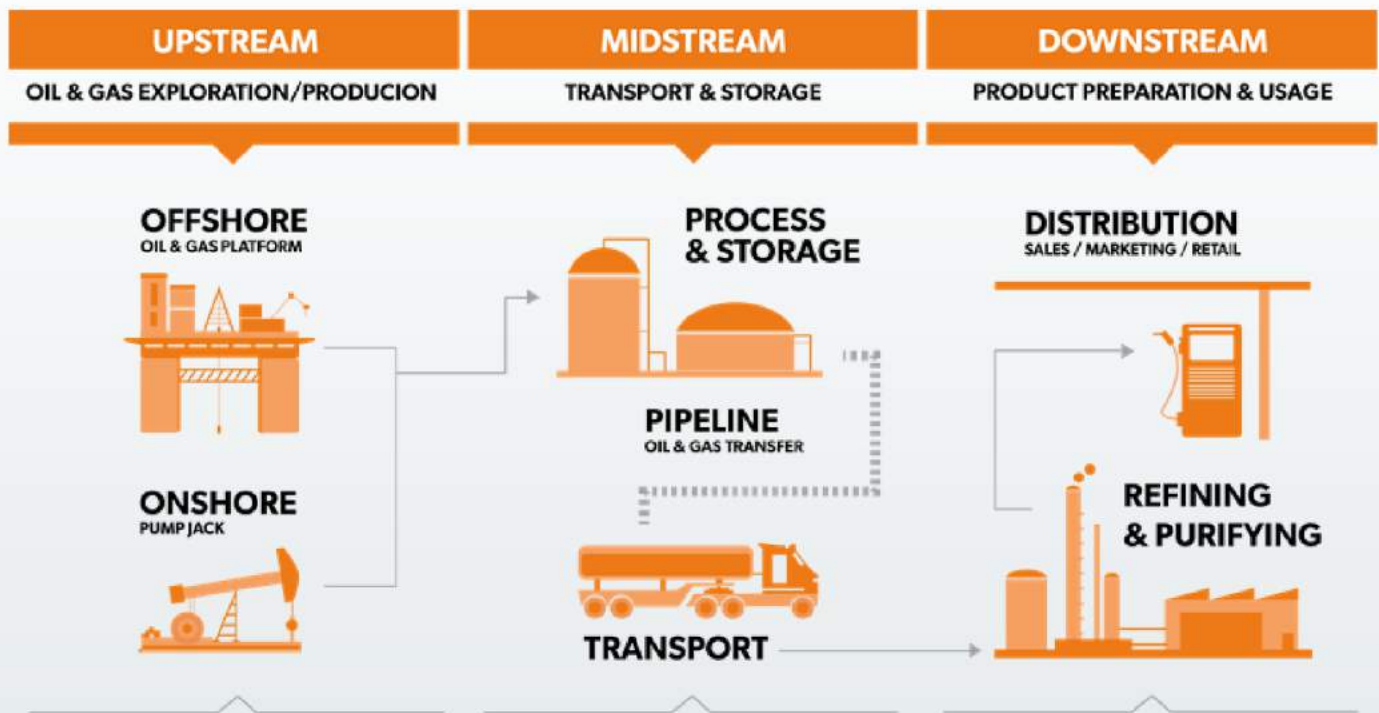 UPSTREAM
OIL & GAS EXPLORATION/PRODUCION
OFFSHORE
OIL & GAS PLATFORM
ONSHORE
PUMP JACK
MIDSTREAM
TRANSPORT & STORAGE
PROCESS
& STORAGE
PIPELINE
OIL & GAS TRANSFER
TRANSPORT
DOWNSTREAM
PRODUCT PREPARATION & USAGE
DISTRIBUTION
SALES / MARKETING / RETAIL
REFINING
& PURIFYING